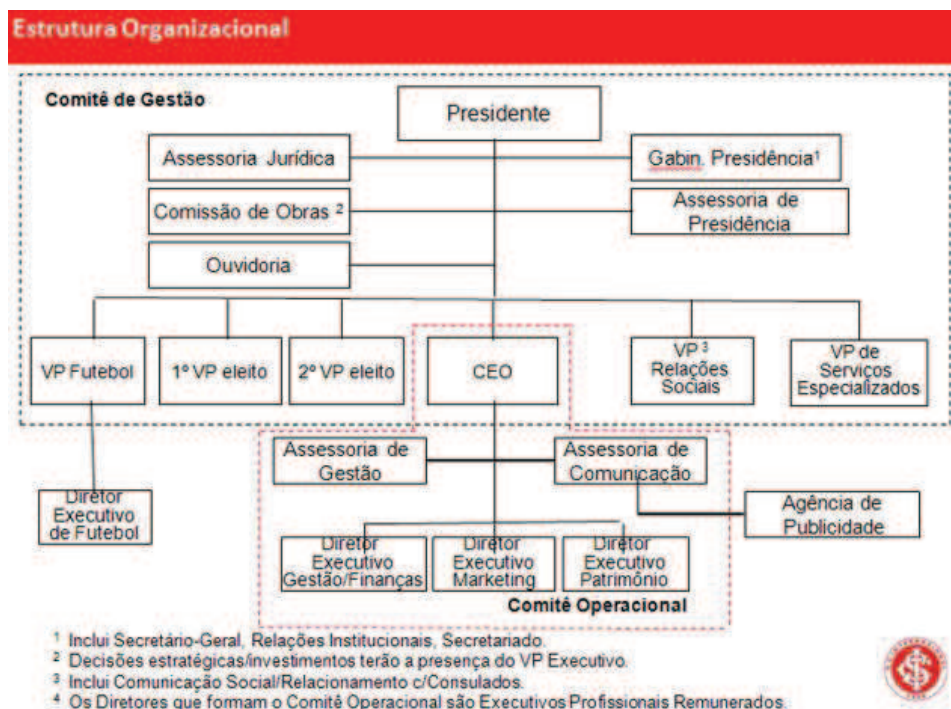 Estrutura Organizacional
Comitê de Gestão
Presidente
Assessoria Jurídica
Gabin. Presidência¹
Comissão de Obras ²
Assessoria de
Presidência
Ouvidoria
VP Futebol
1º VP eleito
2º VP eleito
CEO
VP ³
Relações
Sociais
VP de
Serviços
Especializados
Assessoria de
Gestão
Assessoria de
Comunicação
Diretor
Executivo
de Futebol
Agência de
Publicidade
Diretor
Executivo
Gestão/Finanças
Diretor
Executivo
Marketing
Diretor
Executivo
Patrimônio
Comitê Operacional
¹ Inclui Secretário-Geral, Relações Institucionais, Secretariado.
² Decisões estratégicas/investimentos terão a presença do VP Executivo.
³ Inclui Comunicação Social/Relacionamento c/Consulados.
⁴ Os Diretores que formam o Comitê Operacional são Executivos Profissionais Remunerados.